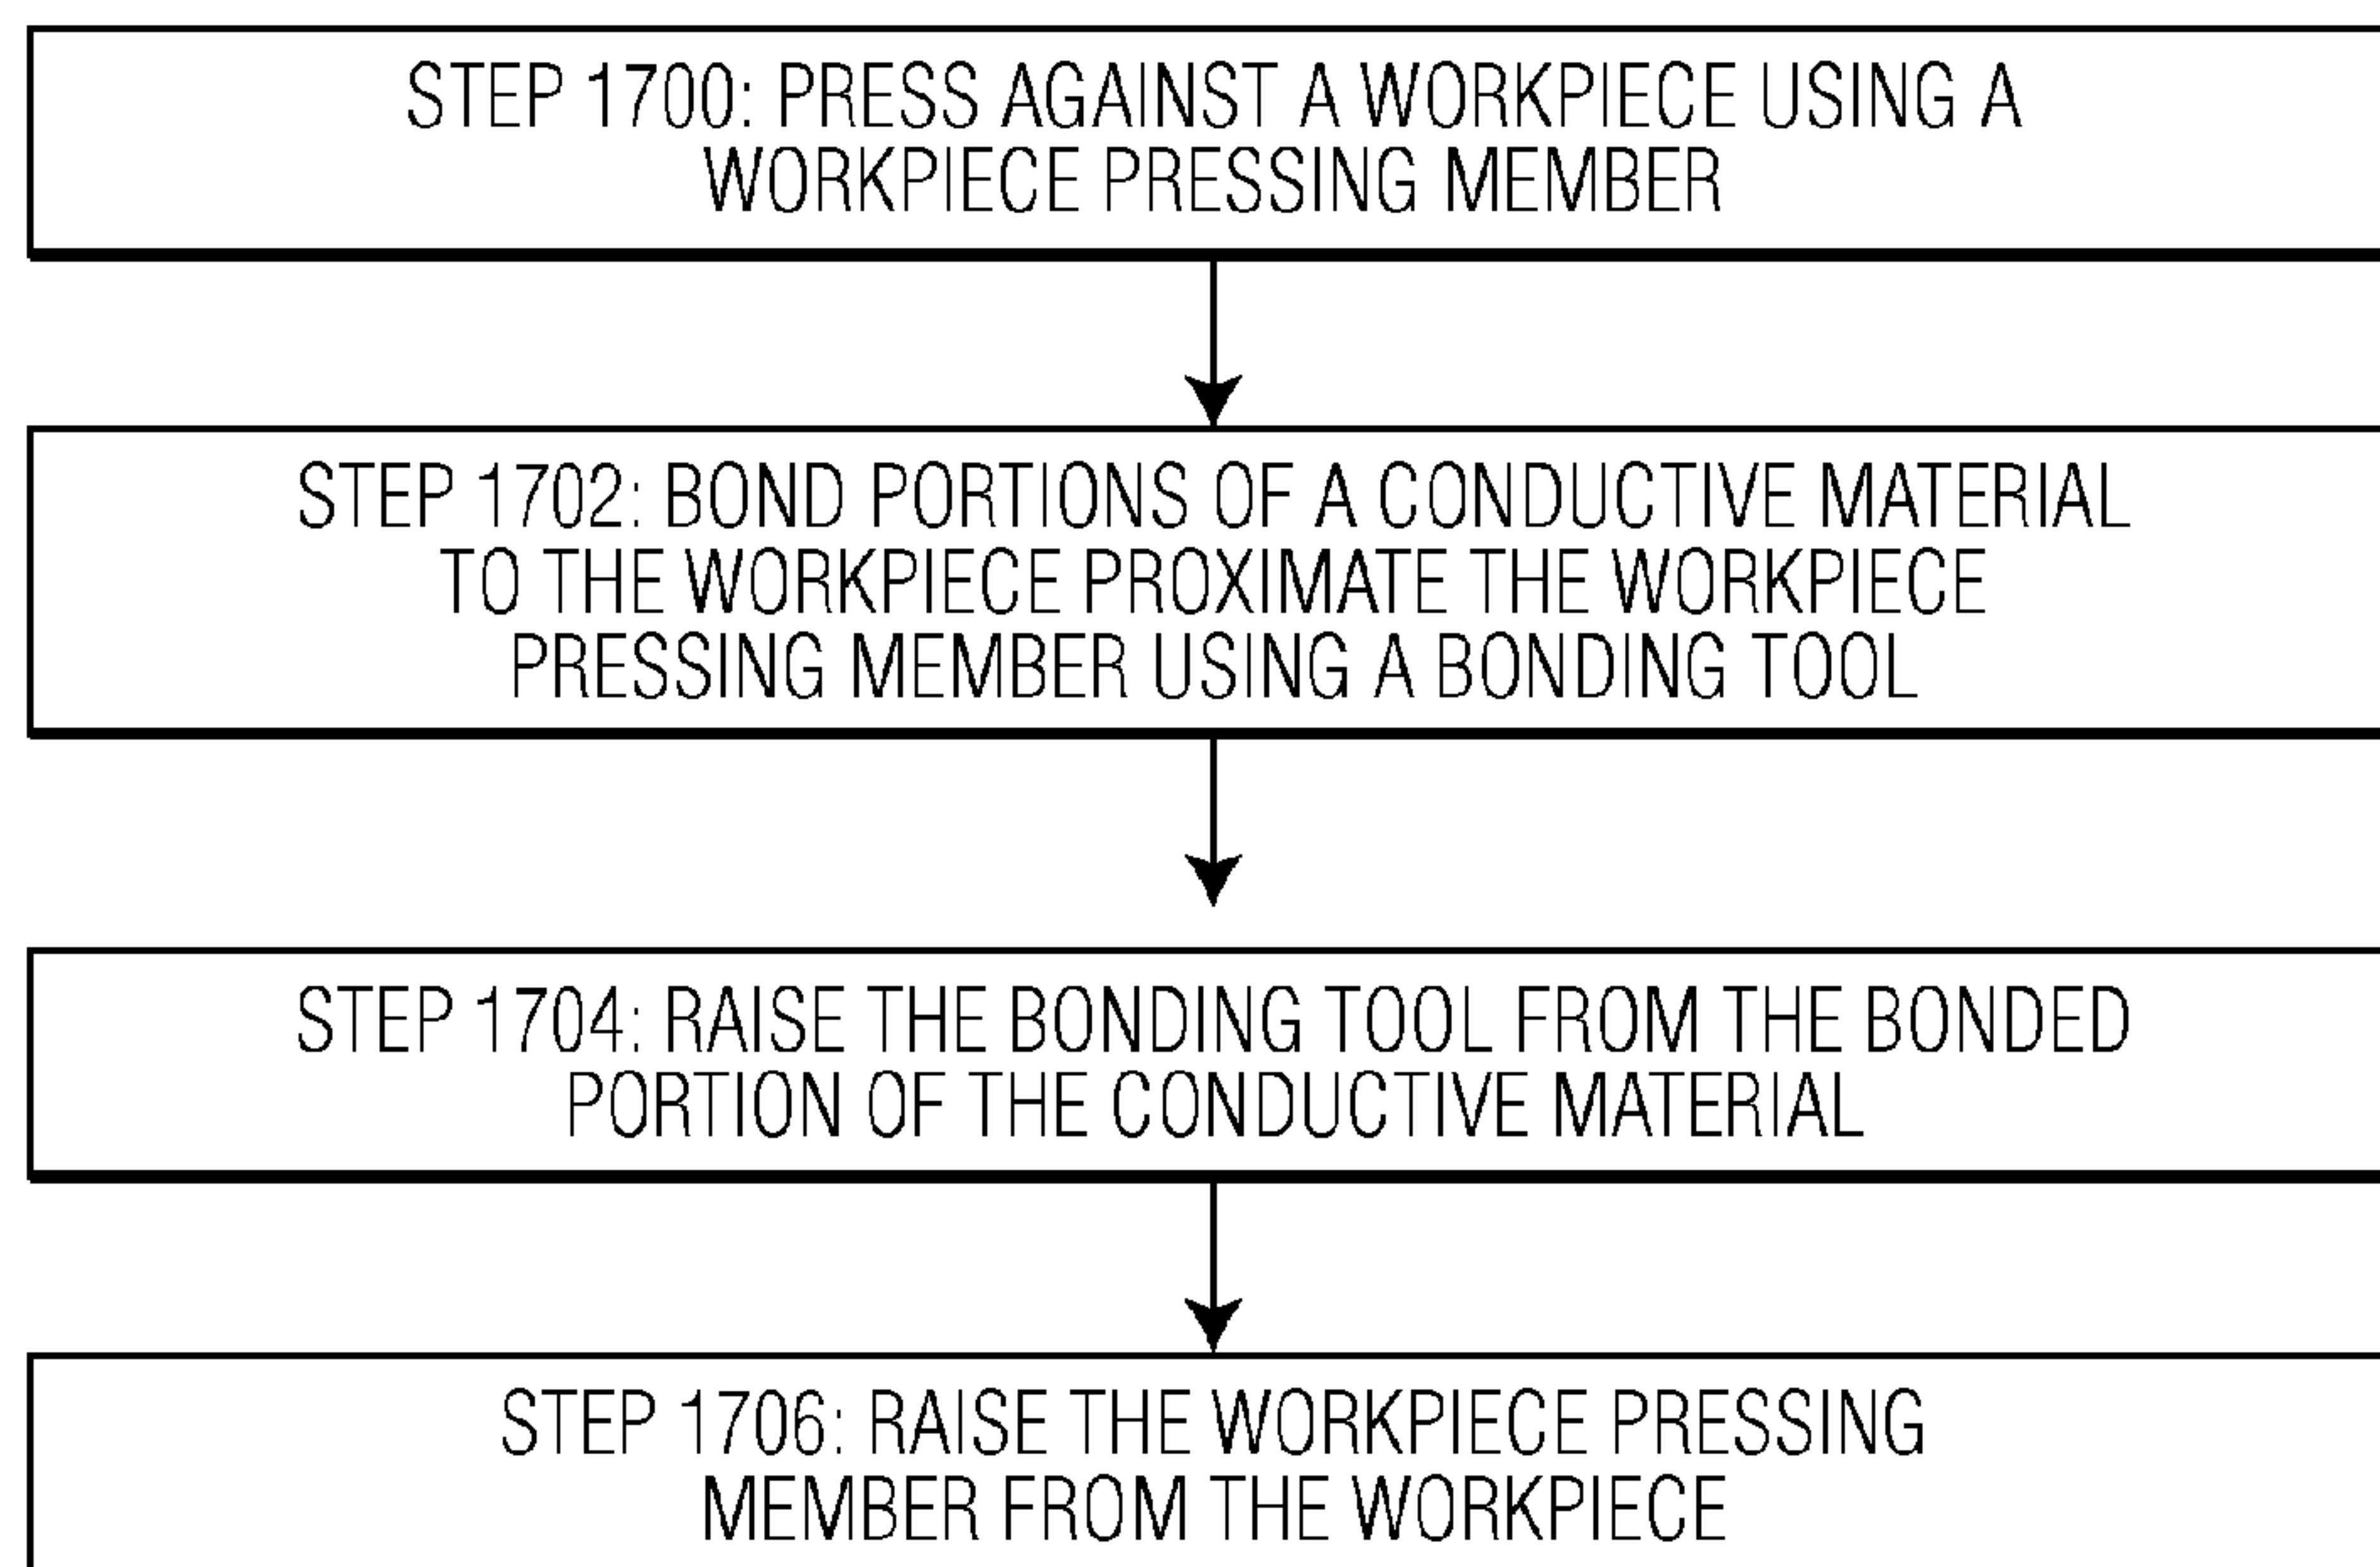 STEP 1700: PRESS AGAINST A WORKPIECE USING A
WORKPIECE PRESSING MEMBER
STEP 1702: BOND PORTIONS OF A CONDUCTIVE MATERIAL
TO THE WORKPIECE PROXIMATE THE WORKPIECE
PRESSING MEMBER USING A BONDING TOOL
STEP 1704: RAISE THE BONDING TOOL FROM THE BONDED
PORTION OF THE CONDUCTIVE MATERIAL
STEP 1706: RAISE THE WORKPIECE PRESSING
MEMBER FROM THE WORKPIECE